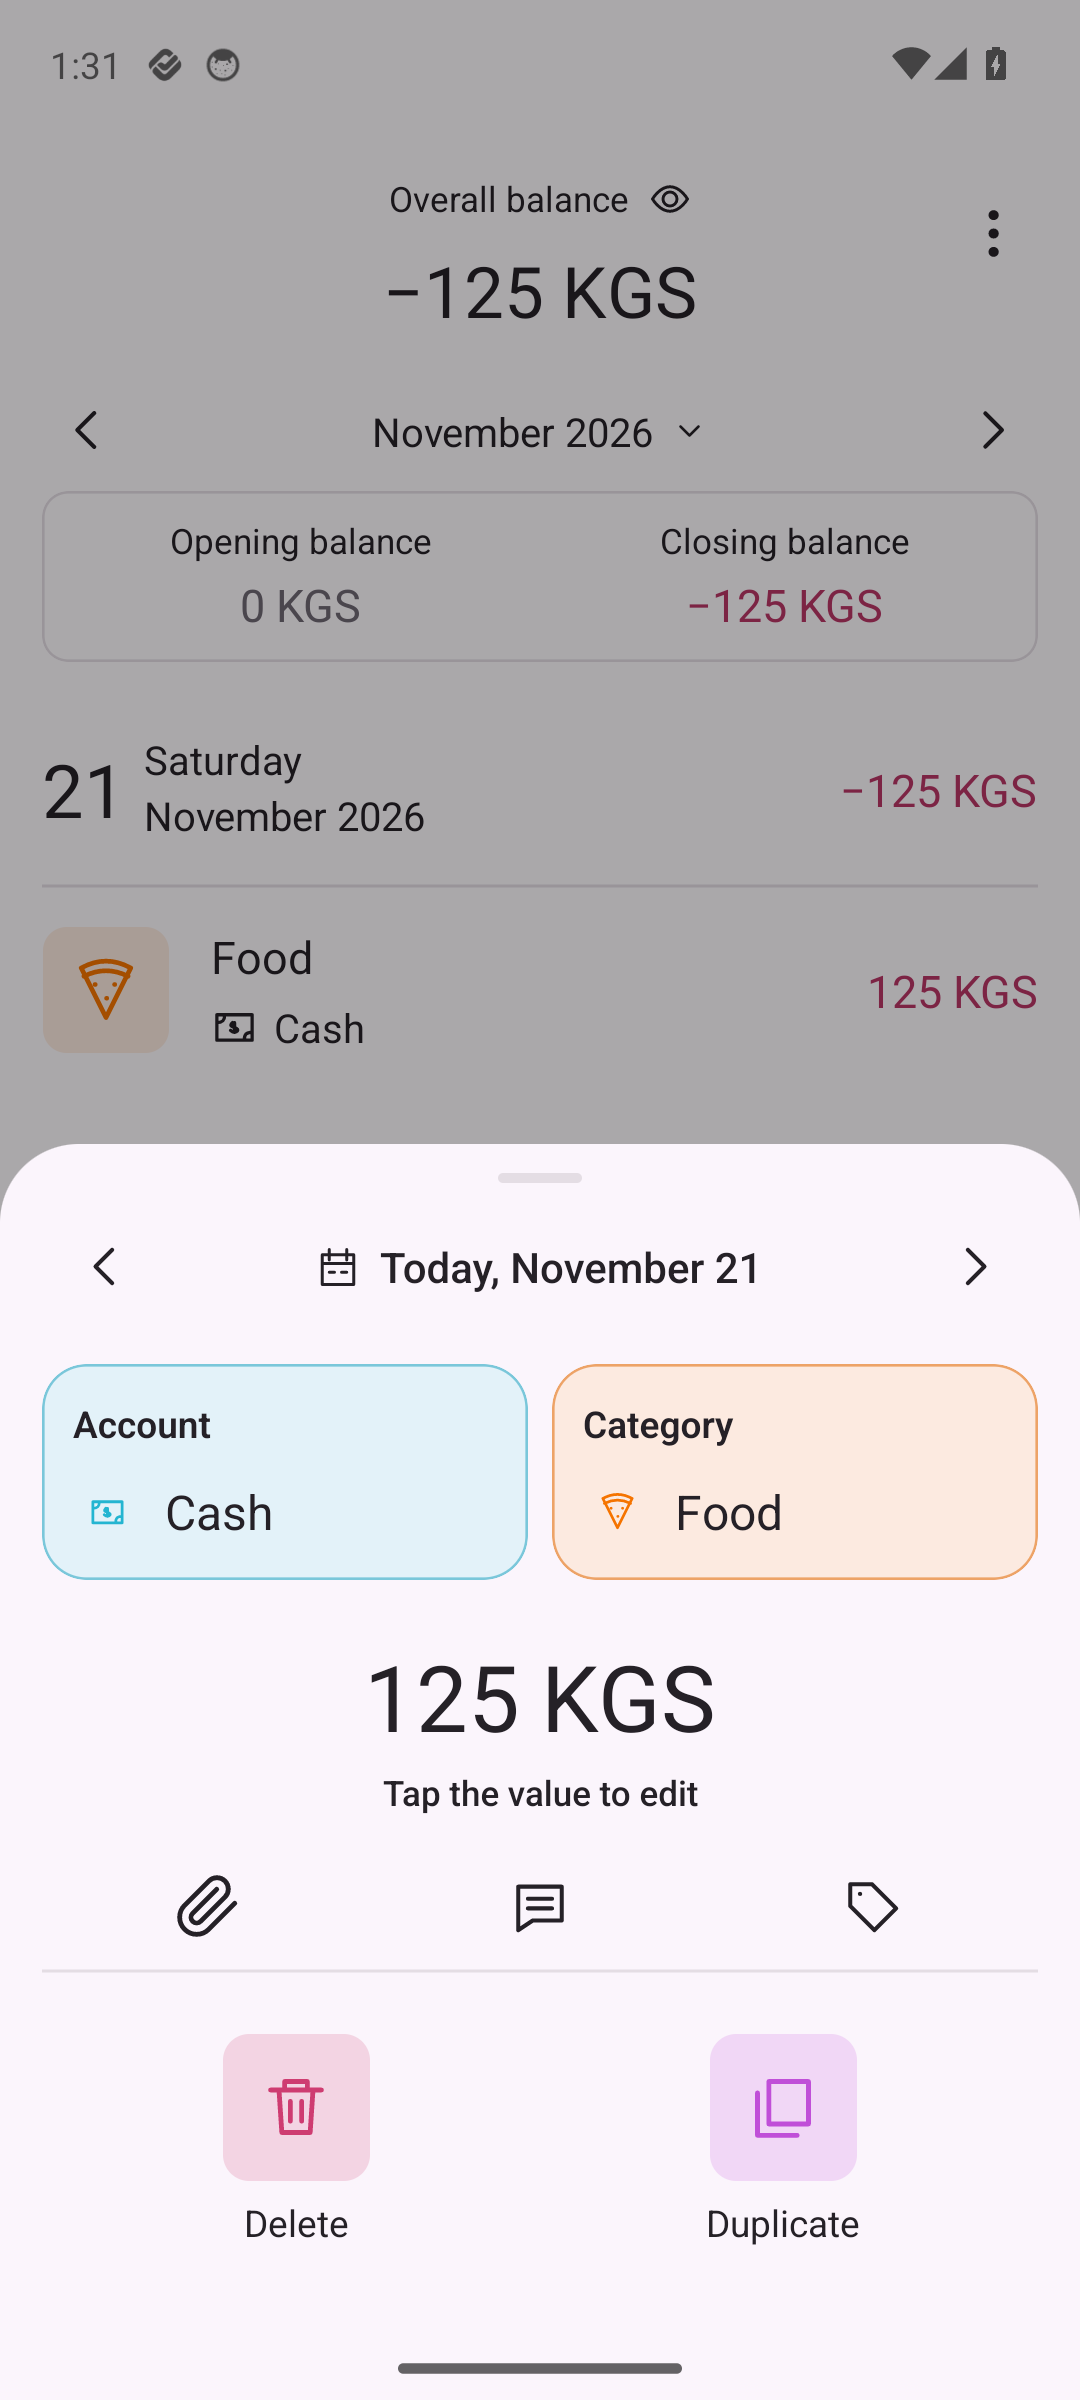 1:31
Overall balance
−125 KGS
November 2026
Opening balance
Closing balance
0 KGS
−125 KGS
21
Saturday
November 2026
−125 KGS
Food
Cash
125 KGS
Today, November 21
Account
Cash
Category
Food
125 KGS
Tap the value to edit
Delete
Duplicate